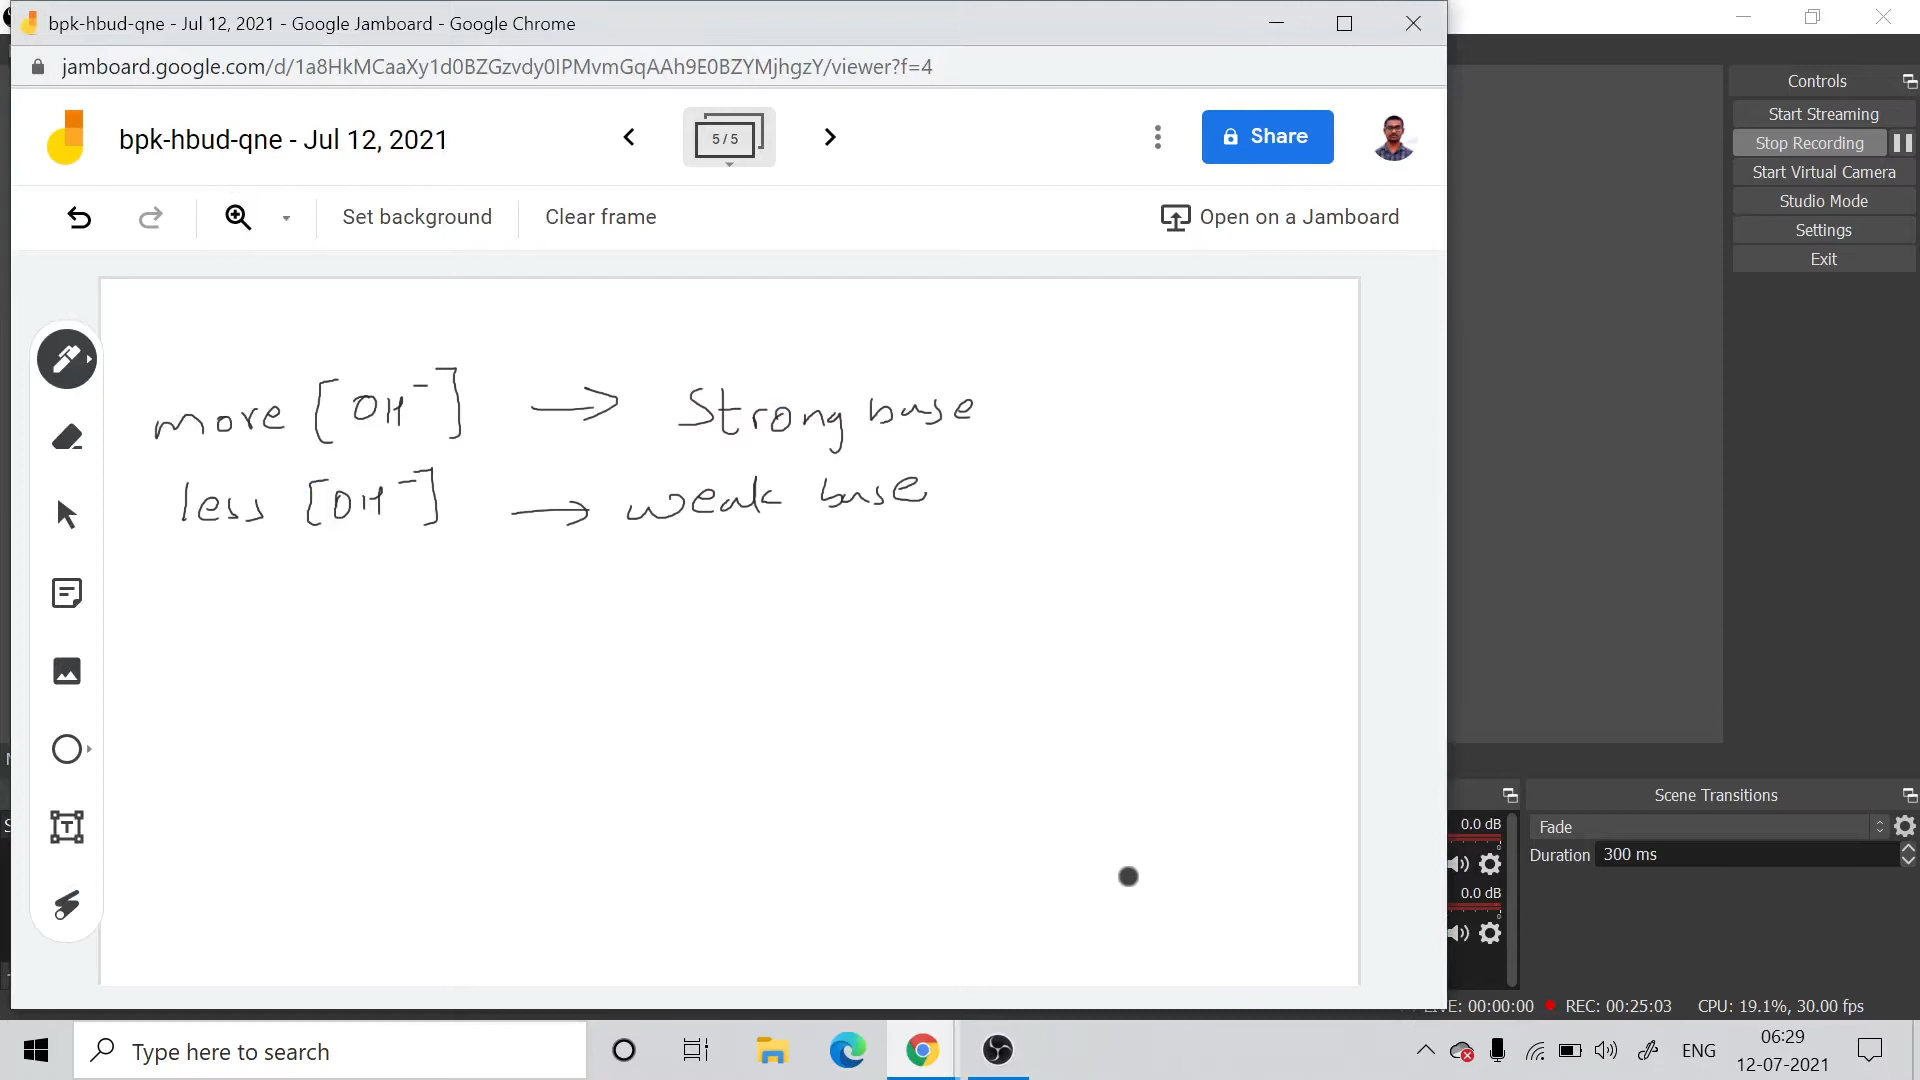 bpk-hbud-qne - Jul 12, 2021 - Google Jamboard - Google Chrome
jamboard.google.com/d/1a8HkMCaaXy1d0BZGzvdy0IPMvmGqAAh9E0BZYMjhgzY/viewer?f=4
bpk-hbud-qne - Jul 12, 2021
5 / 5
Share
Set background
Clear frame
Open on a Jamboard
more [OH⁻] → Strong base
less [OH⁻] → weak base
Controls
Start Streaming
Stop Recording
Start Virtual Camera
Studio Mode
Settings
Exit
Scene Transitions
0.0 dB
Fade
Duration 300 ms
0.0 dB
LIVE: 00:00:00 REC: 00:25:03 CPU: 19.1%, 30.00 fps
Type here to search
ENG
06:29
12-07-2021